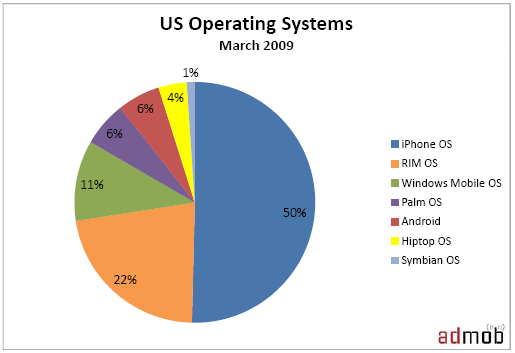 US Operating Systems
March 2009
1%
4%
6%
6%
11%
22%
50%
iPhone OS
RIM OS
Windows Mobile OS
Palm OS
Android
Hiptop OS
Symbian OS
admob